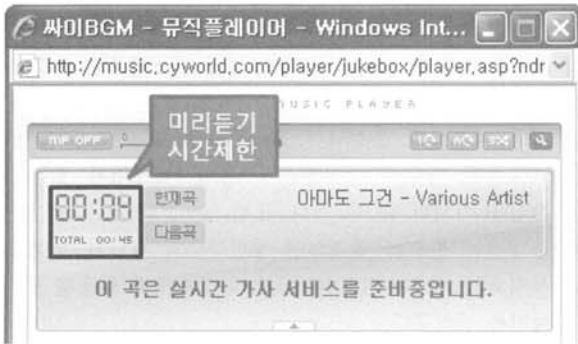 싸이BGM - 뮤직플레이어 - Windows Int...
http://music.cyworld.com/player/jukebox/player.asp?ndr
MUSIC PLAYER
미리듣기
시간제한
MP OFF
00:04
TOTAL 00:45
현재곡
아마도 그건 - Various Artist
다음곡
이 곡은 실시간 가사 서비스를 준비중입니다.